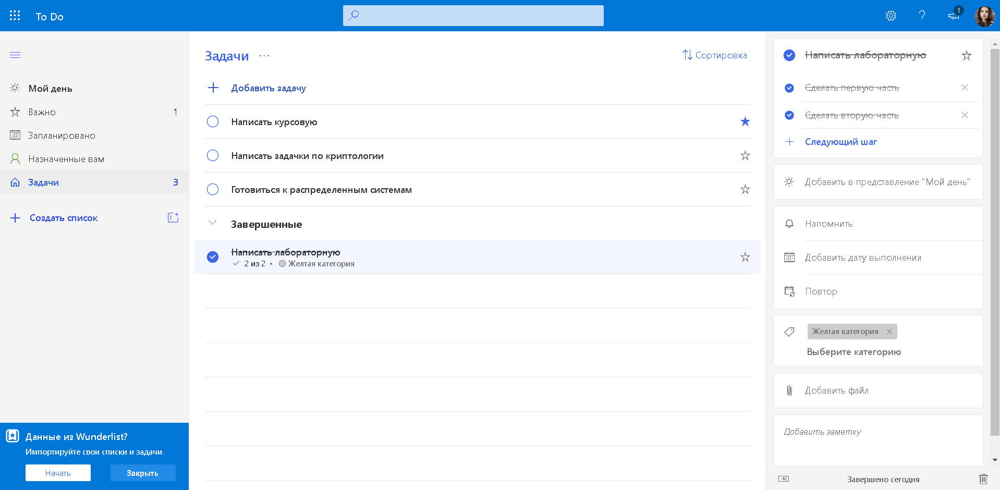 To Do
1
Мой день
Важно 1
Запланировано
Назначенные вам
Задачи 3
Создать список
Данные из Wunderlist?
Импортируйте свои списки и задачи.
Начать Закрыть
Задачи ...
Сортировка
Добавить задачу
Написать курсовую
Написать задачки по криптологии
Готовиться к распределенным системам
Завершенные
Написать лабораторную
2 из 2 • Желтая категория
Написать лабораторную
Сделать первую часть
Сделать вторую часть
Следующий шаг
Добавить в представление "Мой день"
Напомнить
Добавить дату выполнения
Повтор
Желтая категория
Выберите категорию
Добавить файл
Добавить заметку
Завершено сегодня